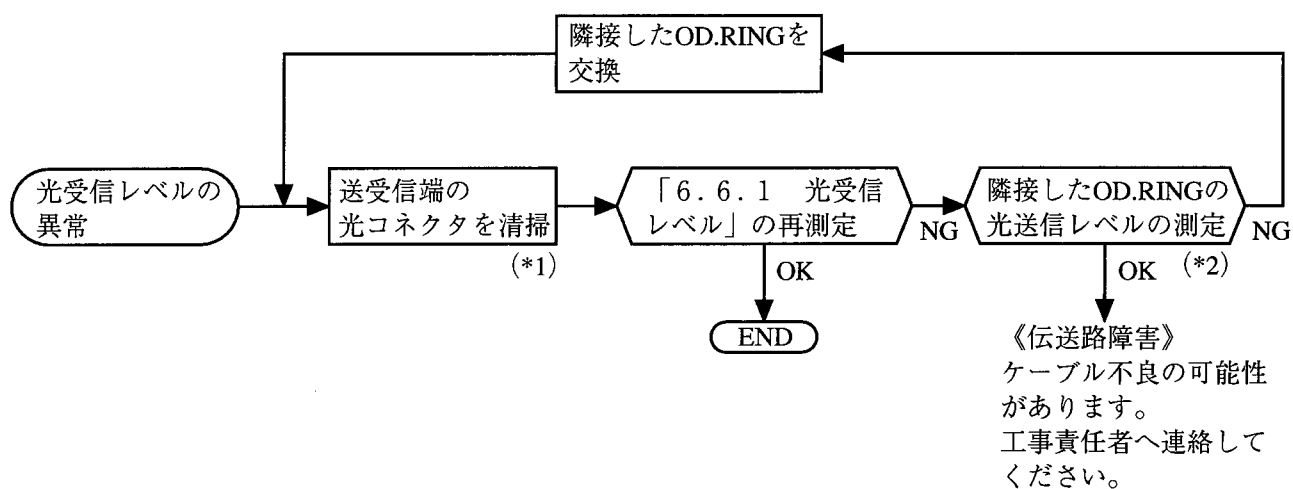 隣接したOD.RINGを
交換
光受信レベルの
異常
送受信端の
光コネクタを清掃
(*1)
「6.6.1 光受信
レベル」の再測定
NG
OK
END
隣接したOD.RINGの
光送信レベルの測定
NG
OK
(*2)
《伝送路障害》
ケーブル不良の可能性
があります。
工事責任者へ連絡して
ください。